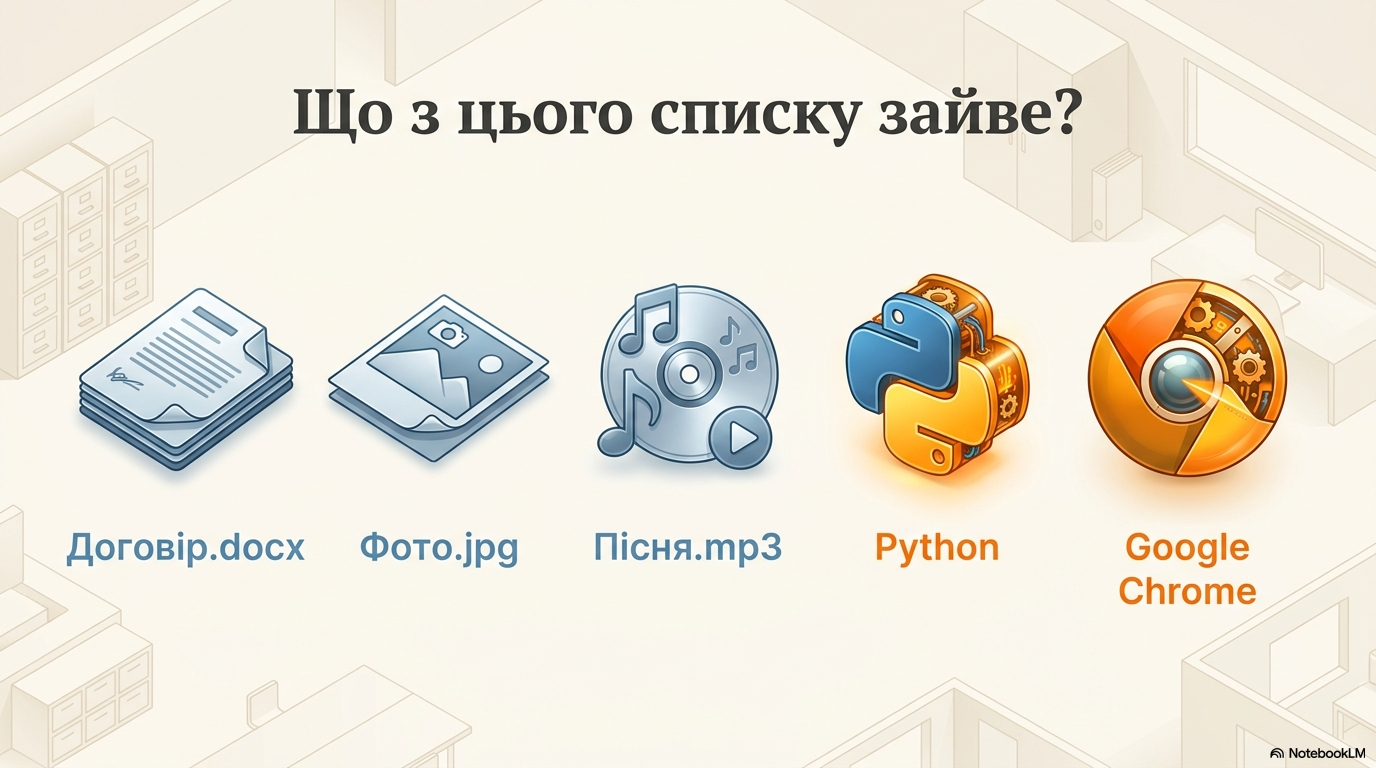 Що з цього списку зайве?
Договір.docx
Фото.jpg
Пісня.mp3
Python
Google
Chrome
NotebookLM